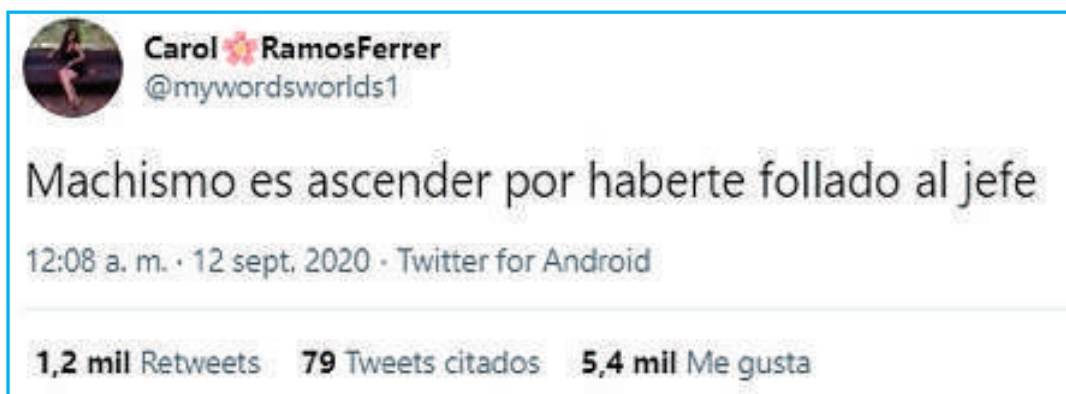 Carol🌸RamosFerrer
@mywordsworlds1
Machismo es ascender por haberte follado al jefe
12:08 a. m. · 12 sept. 2020 · Twitter for Android
1,2 mil Retweets 79 Tweets citados 5,4 mil Me gusta